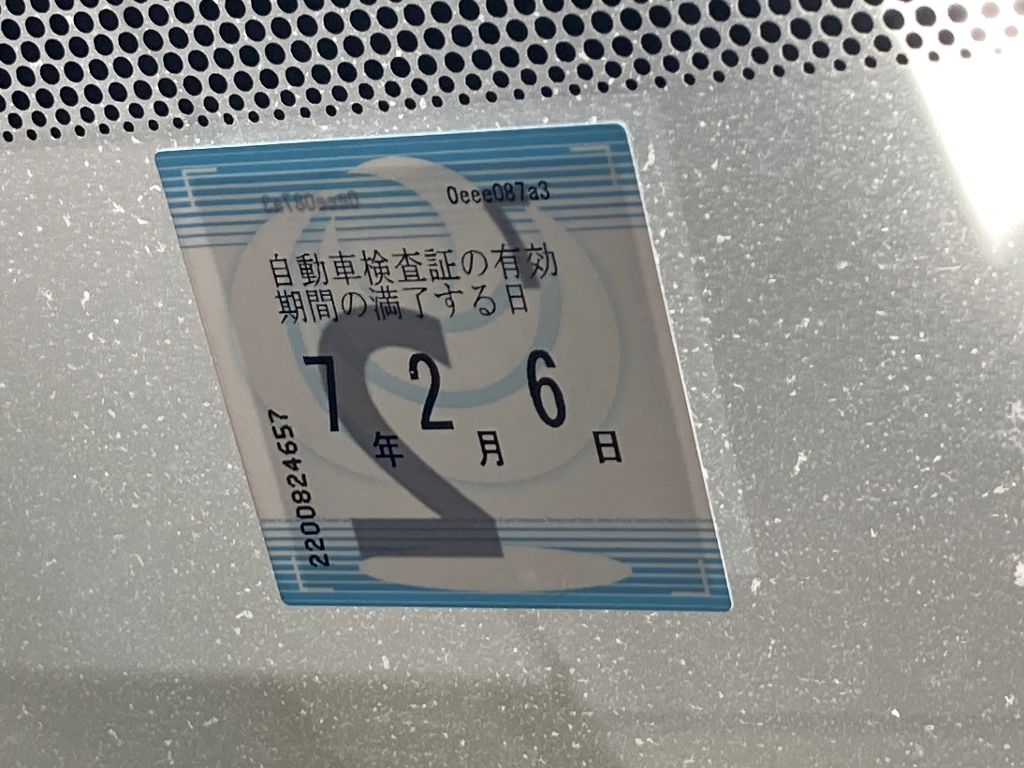 0eee087a3
自動車検査証の有効
期間の満了する日
7年 2月 6日
2200824657